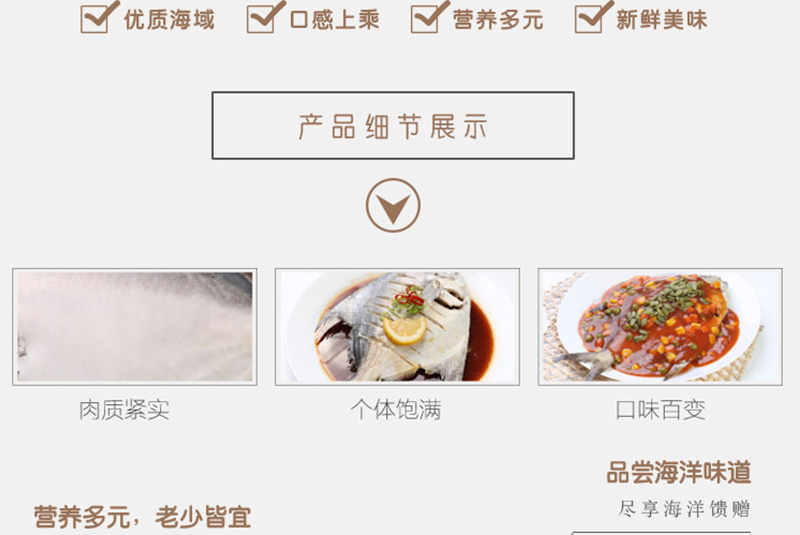 优质海域 口感上乘 营养多元 新鲜美味
产品细节展示
肉质紧实 个体饱满 口味百变
品尝海洋味道
尽享海洋馈赠
营养多元，老少皆宜